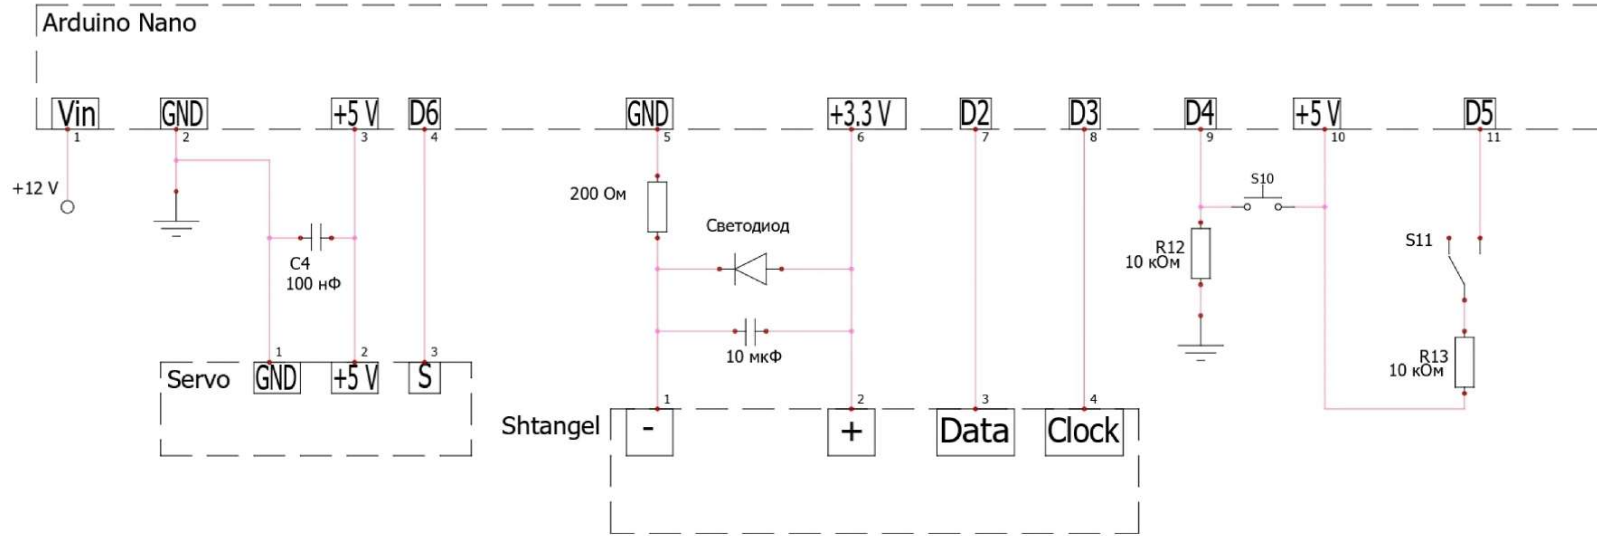 Arduino Nano
Vin
GND
+5 V
D6
GND
+3.3 V
D2
D3
D4
+5 V
D5
1
2
3
4
5
6
7
8
9
10
11
+12 V
200 Ом
S10
Светодиод
S11
R12
10 кОм
C4
100 нФ
10 мкФ
R13
10 кОм
1
2
3
Servo
GND
+5 V
S
1
2
3
4
Shtangel
-
+
Data
Clock